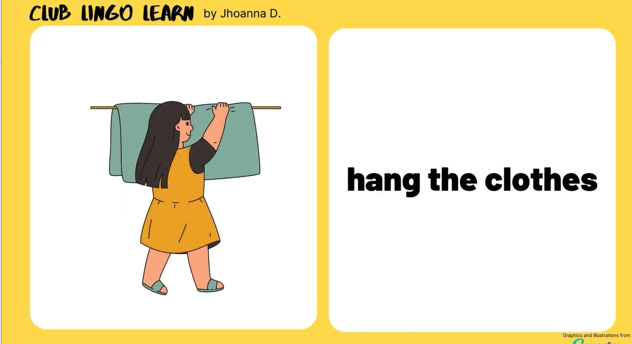 CLUB LINGO LEARN by Jhoanna D.
hang the clothes
Graphics and Illustrations from